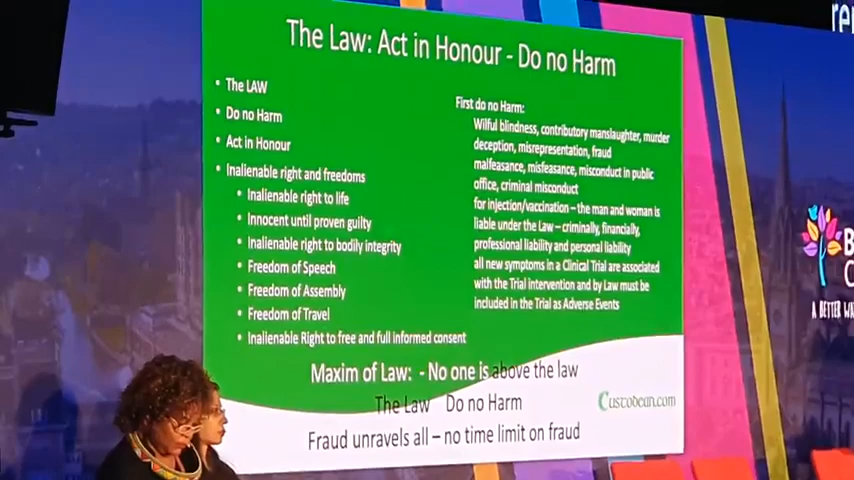 The Law: Act in Honour - Do no Harm
• The LAW
• Do no Harm
• Act in Honour
• Inalienable right and freedoms
• Inalienable right to life
• Innocent until proven guilty
• Inalienable right to bodily integrity
• Freedom of Speech
• Freedom of Assembly
• Freedom of Travel
• Inalienable Right to free and full informed consent
First do no Harm:
Wilful blindness, contributory manslaughter, murder
deception, misrepresentation, fraud
malfeasance, misfeasance, misconduct in public
office, criminal misconduct
for injection/vaccination – the man and woman is
liable under the Law – criminally, financially,
professional liability and personal liability
all new symptoms in a Clinical Trial are associated
with the Trial intervention and by Law must be
included in the Trial as Adverse Events
Maxim of Law: - No one is above the law
The Law Do no Harm
Fraud unravels all – no time limit on fraud
Custodean.com
A BETTER